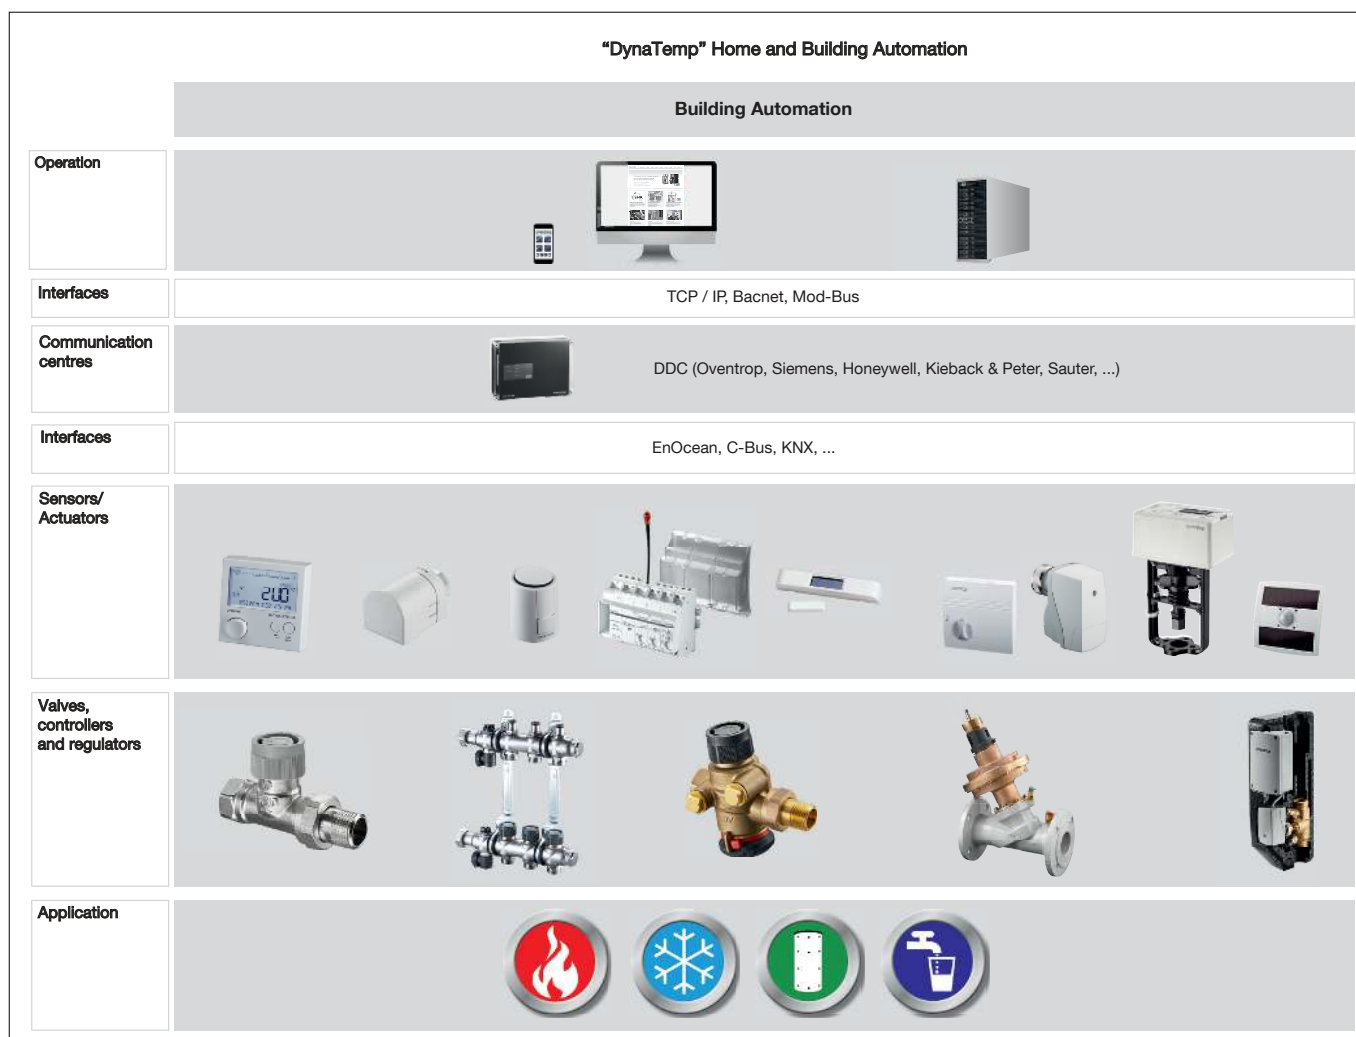 “DynaTemp” Home and Building Automation
Building Automation
Operation
Interfaces
TCP / IP, Bacnet, Mod-Bus
Communication
centres
DDC (Oventrop, Siemens, Honeywell, Kieback & Peter, Sauter, ...)
Interfaces
EnOcean, C-Bus, KNX, ...
Sensors/
Actuators
Valves,
controllers
and regulators
Application